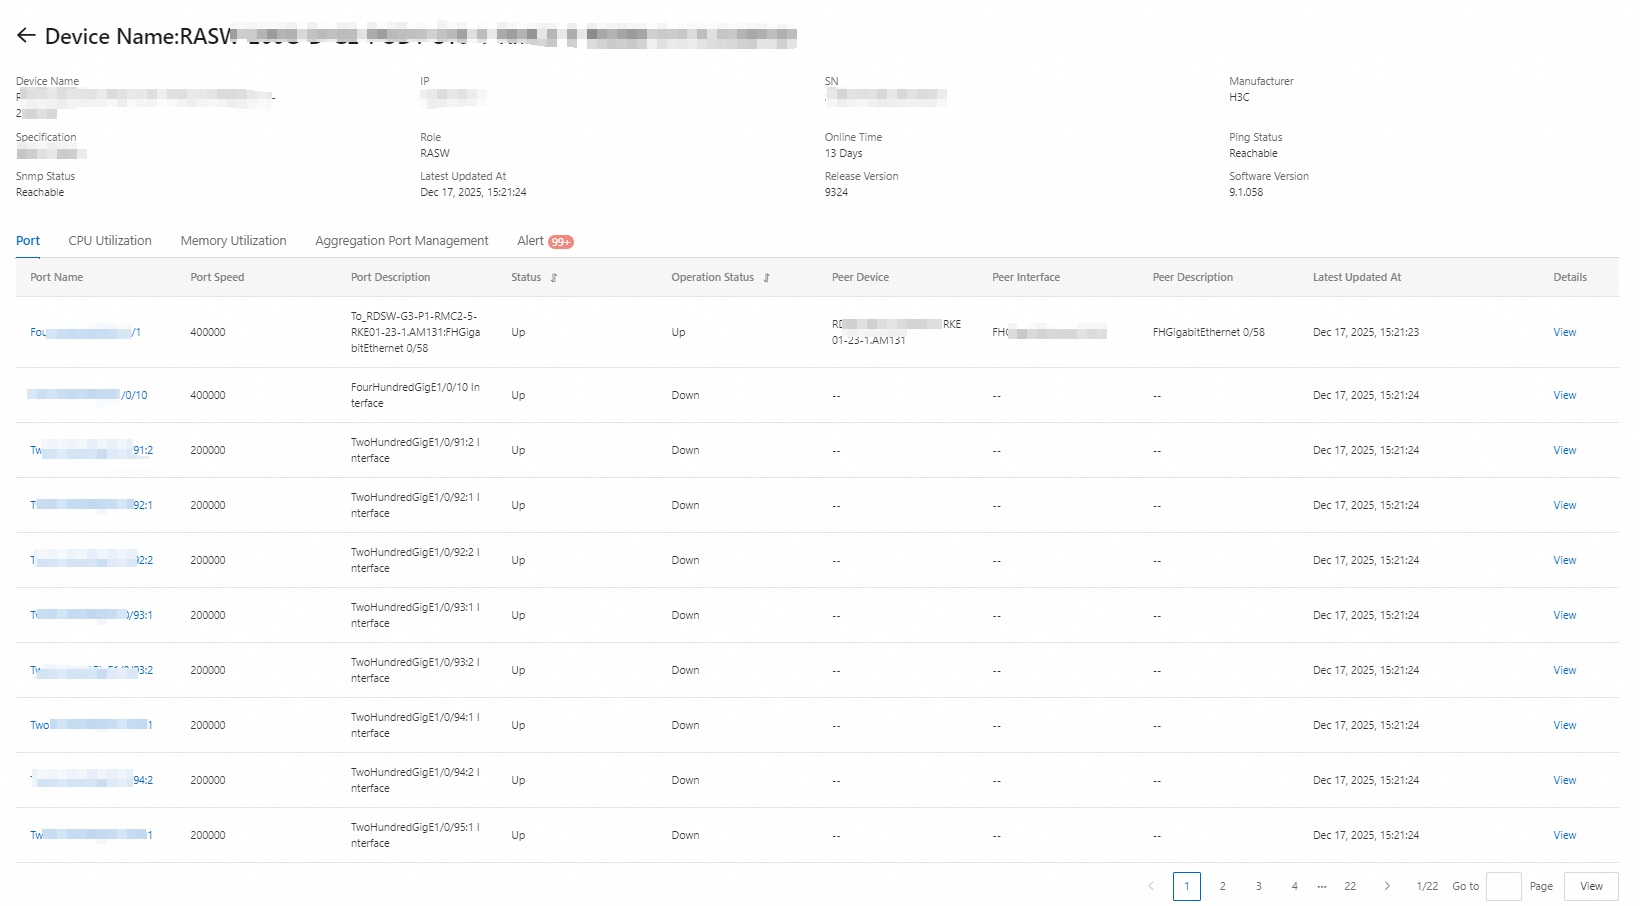 Device Name:RASW
Device Name
IP
SN
Manufacturer
H3C
Specification
Role
Online Time
Ping Status
RASW
13 Days
Reachable
Snmp Status
Latest Updated At
Release Version
Software Version
Reachable
Dec 17, 2025, 15:21:24
9324
9.1.058
Port
CPU Utilization
Memory Utilization
Aggregation Port Management
Alert 99+
Port Name
Port Speed
Port Description
Status
Operation Status
Peer Device
Peer Interface
Peer Description
Latest Updated At
Details
/1
400000
To_RDSW-G3-P1-RMC2-5-
RKE01-23-1.AM131:FHGiga
bitEthernet 0/58
Up
Up
RKE
01-23-1.AM131
FHGigabitEthernet 0/58
Dec 17, 2025, 15:21:23
View
/0/10
400000
FourHundredGigE1/0/10 In
terface
Up
Down
--
--
--
Dec 17, 2025, 15:21:24
View
91:2
200000
TwoHundredGigE1/0/91:2 I
nterface
Up
Down
--
--
--
Dec 17, 2025, 15:21:24
View
92:1
200000
TwoHundredGigE1/0/92:1 I
nterface
Up
Down
--
--
--
Dec 17, 2025, 15:21:24
View
92:2
200000
TwoHundredGigE1/0/92:2 I
nterface
Up
Down
--
--
--
Dec 17, 2025, 15:21:24
View
/93:1
200000
TwoHundredGigE1/0/93:1 I
nterface
Up
Down
--
--
--
Dec 17, 2025, 15:21:24
View
93:2
200000
TwoHundredGigE1/0/93:2 I
nterface
Up
Down
--
--
--
Dec 17, 2025, 15:21:24
View
Two
1
200000
TwoHundredGigE1/0/94:1 I
nterface
Up
Down
--
--
--
Dec 17, 2025, 15:21:24
View
94:2
200000
TwoHundredGigE1/0/94:2 I
nterface
Up
Down
--
--
--
Dec 17, 2025, 15:21:24
View
1
200000
TwoHundredGigE1/0/95:1 I
nterface
Up
Down
--
--
--
Dec 17, 2025, 15:21:24
View
1 2 3 4 ••• 22 1/22 Go to Page View